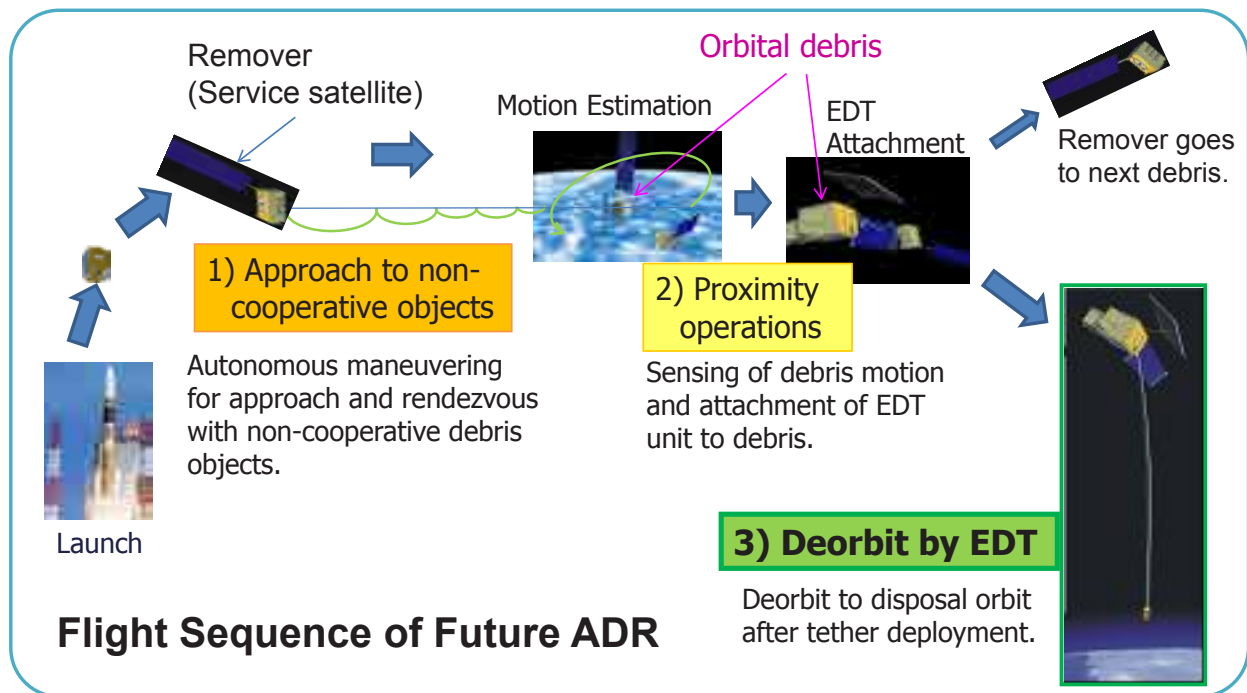 Remover
(Service satellite)
Orbital debris
Motion Estimation
EDT
Attachment
Remover goes
to next debris.
1) Approach to non-
cooperative objects
2) Proximity
operations
Autonomous maneuvering
for approach and rendezvous
with non-cooperative debris
objects.
Sensing of debris motion
and attachment of EDT
unit to debris.
Launch
3) Deorbit by EDT
Deorbit to disposal orbit
after tether deployment.
Flight Sequence of Future ADR